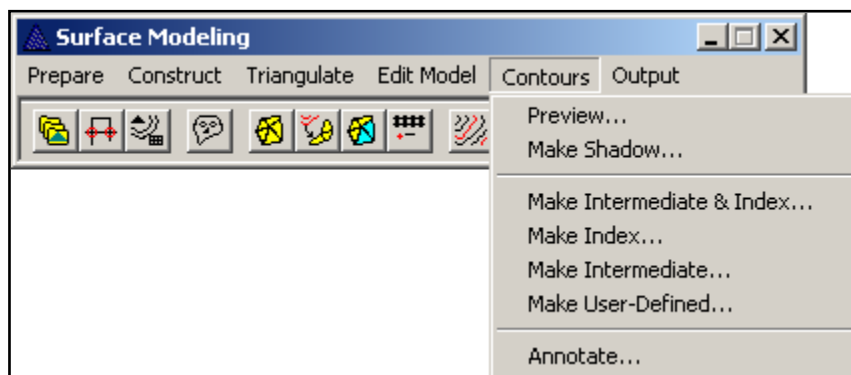 Surface Modeling
Prepare Construct Triangulate Edit Model Contours Output
Preview...
Make Shadow...
Make Intermediate & Index...
Make Index...
Make Intermediate...
Make User-Defined...
Annotate...